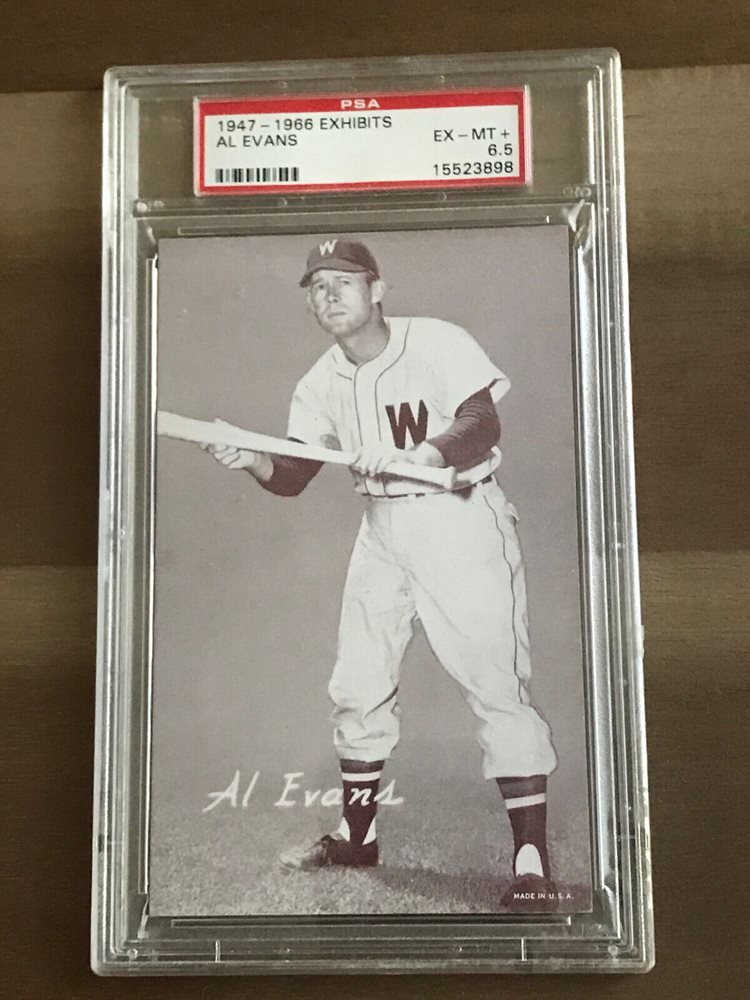 PSA
1947 – 1966 EXHIBITS
AL EVANS
EX – MT +
6.5
15523898
W
W
Al Evans
MADE IN U.S.A.